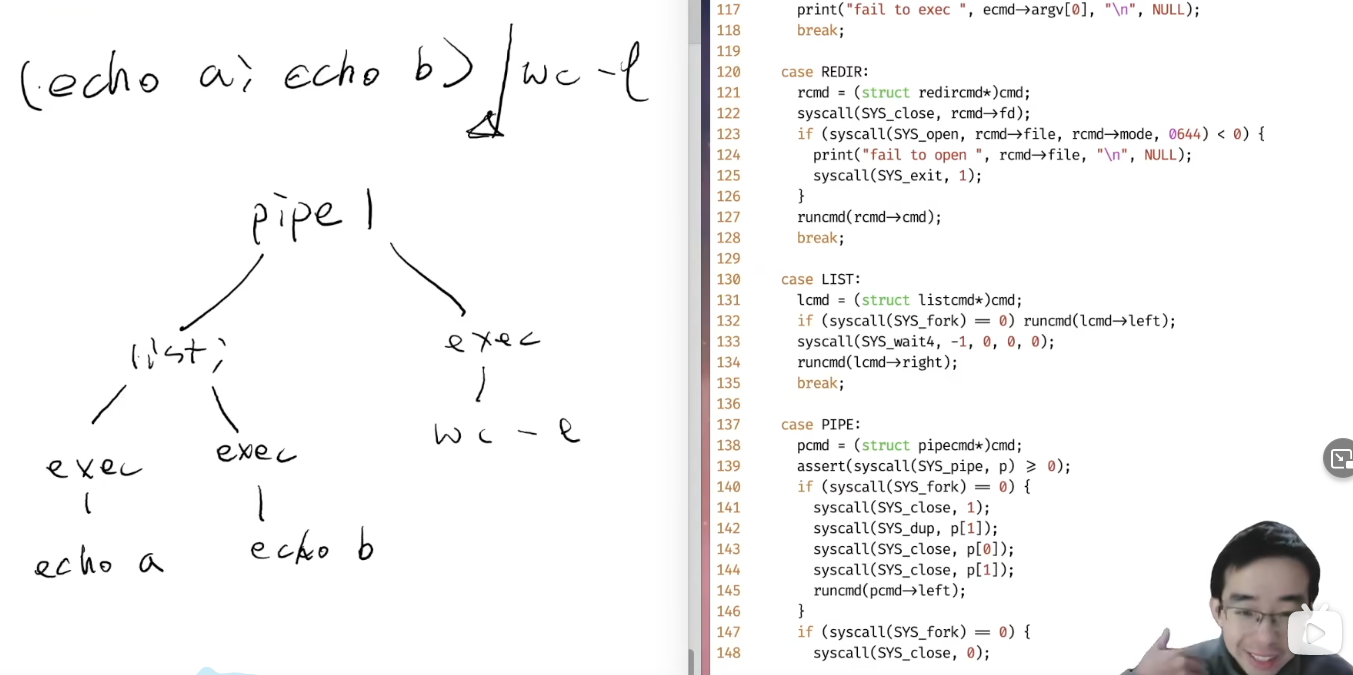 (echo a; echo b) | wc -l
pipe |
list;
exec
exec
wc -l
exec
echo a
echo b
117 print("fail to exec ", ecmd→argv[0], "\n", NULL);
118 break;
119
120 case REDIR:
121 rcmd = (struct redircmd*)cmd;
122 syscall(SYS_close, rcmd→fd);
123 if (syscall(SYS_open, rcmd→file, rcmd→mode, 0644) < 0) {
124 print("fail to open ", rcmd→file, "\n", NULL);
125 syscall(SYS_exit, 1);
126 }
127 runcmd(rcmd→cmd);
128 break;
129
130 case LIST:
131 lcmd = (struct listcmd*)cmd;
132 if (syscall(SYS_fork) == 0) runcmd(lcmd→left);
133 syscall(SYS_wait4, -1, 0, 0, 0);
134 runcmd(lcmd→right);
135 break;
136
137 case PIPE:
138 pcmd = (struct pipecmd*)cmd;
139 assert(syscall(SYS_pipe, p) ⩾ 0);
140 if (syscall(SYS_fork) == 0) {
141 syscall(SYS_close, 1);
142 syscall(SYS_dup, p[1]);
143 syscall(SYS_close, p[0]);
144 syscall(SYS_close, p[1]);
145 runcmd(pcmd→left);
146 }
147 if (syscall(SYS_fork) == 0) {
148 syscall(SYS_close, 0);